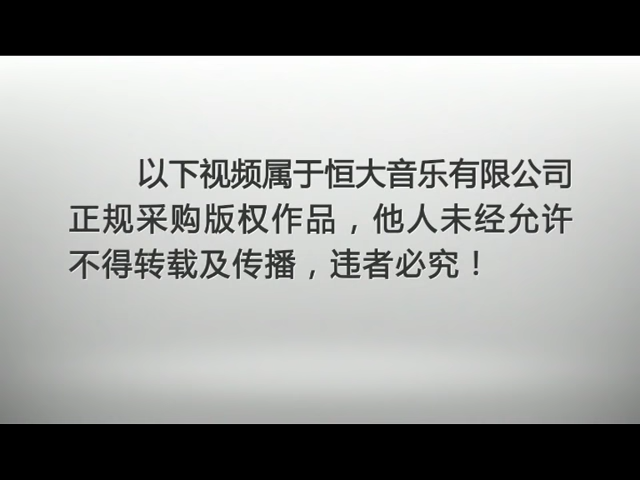 以下视频属于恒大音乐有限公司
正规采购版权作品，他人未经允许
不得转载及传播，违者必究！